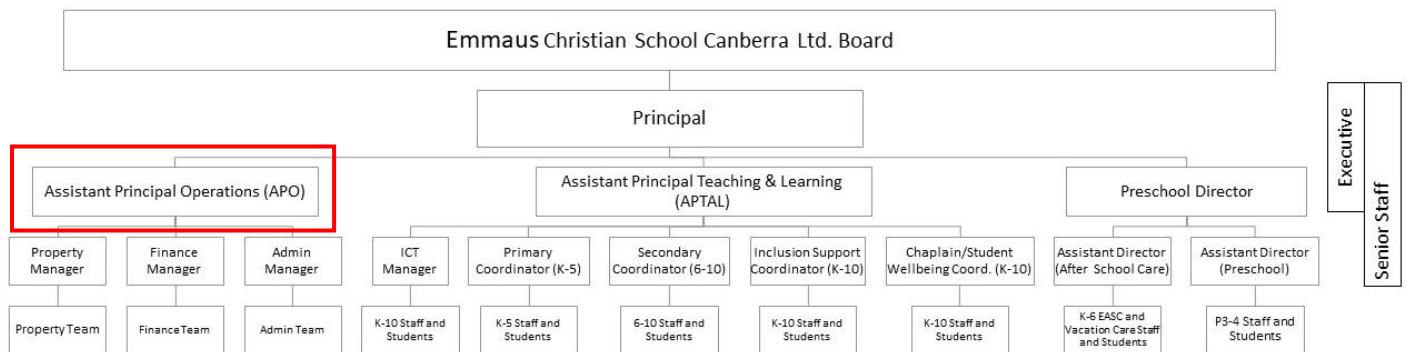 Emmaus Christian School Canberra Ltd. Board
Principal
Executive
Senior Staff
Assistant Principal Operations (APO)
Assistant Principal Teaching & Learning
(APTAL)
Preschool Director
Property
Manager
Finance
Manager
Admin
Manager
ICT
Manager
Primary
Coordinator (K-5)
Secondary
Coordinator (6-10)
Inclusion Support
Coordinator (K-10)
Chaplain/Student
Wellbeing Coord. (K-10)
Assistant Director
(After School Care)
Assistant Director
(Preschool)
Property Team
Finance Team
Admin Team
K-10 Staff and
Students
K-5 Staff and
Students
6-10 Staff and
Students
K-10 Staff and
Students
K-10 Staff and
Students
K-6 EASC and
Vacation Care Staff
and Students
P3-4 Staff and
Students